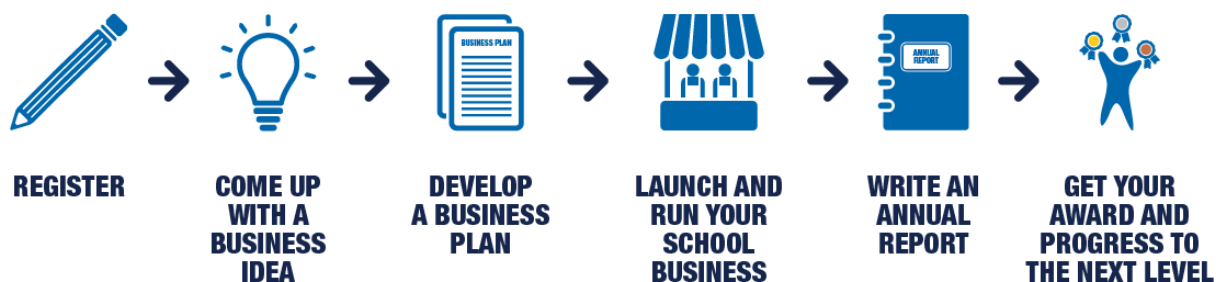 BUSINESS PLAN
ANNUAL
REPORT
REGISTER
COME UP
WITH A
BUSINESS
IDEA
DEVELOP
A BUSINESS
PLAN
LAUNCH AND
RUN YOUR
SCHOOL
BUSINESS
WRITE AN
ANNUAL
REPORT
GET YOUR
AWARD AND
PROGRESS TO
THE NEXT LEVEL